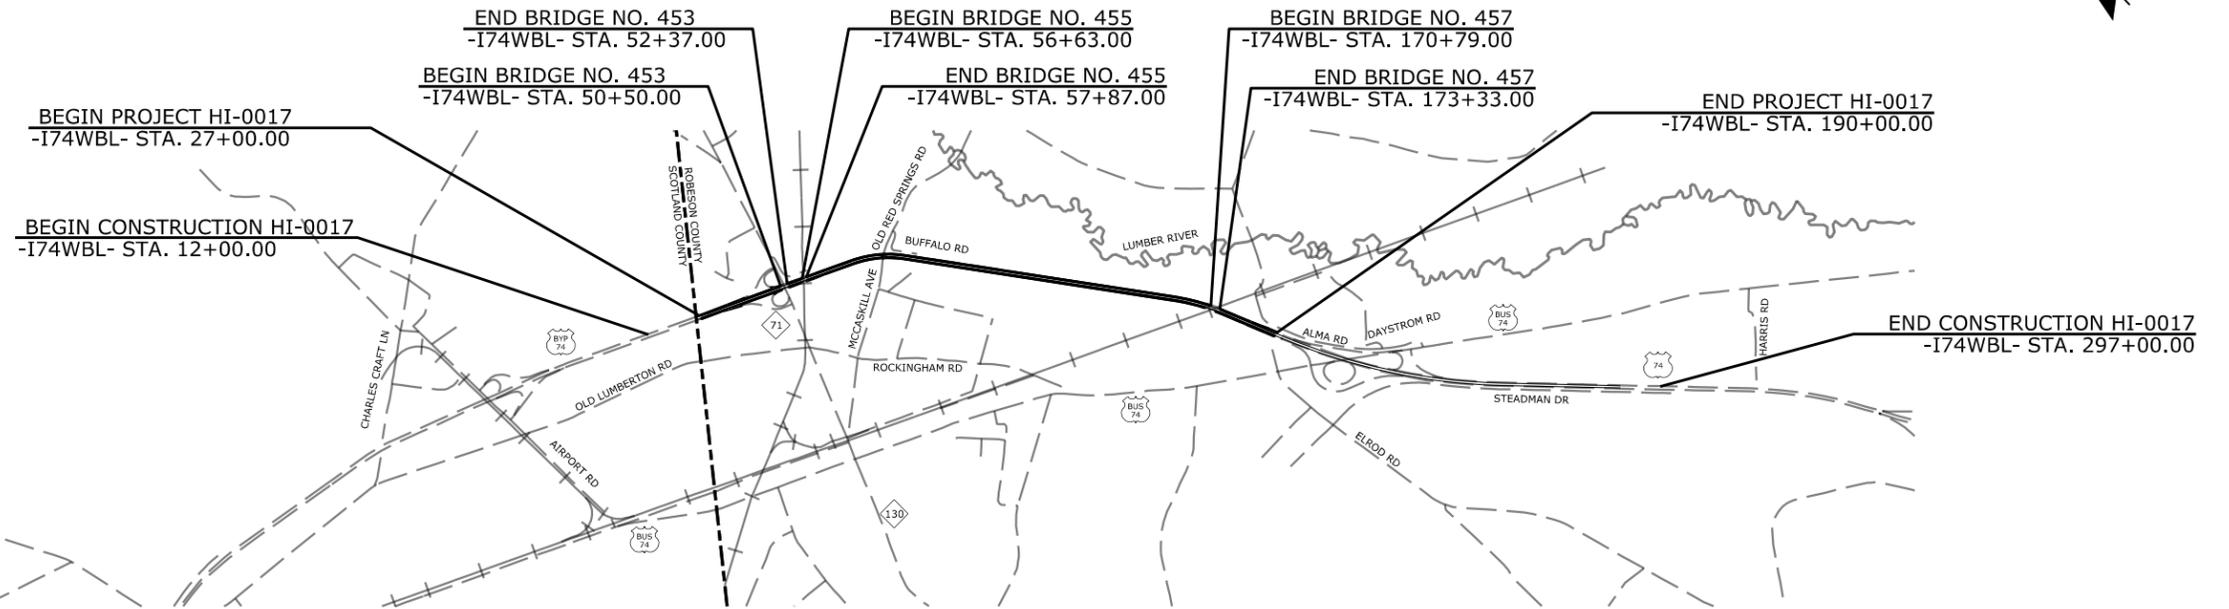 END BRIDGE NO. 453
-I74WBL- STA. 52+37.00
BEGIN BRIDGE NO. 455
-I74WBL- STA. 56+63.00
BEGIN BRIDGE NO. 457
-I74WBL- STA. 170+79.00
BEGIN BRIDGE NO. 453
-I74WBL- STA. 50+50.00
END BRIDGE NO. 455
-I74WBL- STA. 57+87.00
END BRIDGE NO. 457
-I74WBL- STA. 173+33.00
END PROJECT HI-0017
-I74WBL- STA. 190+00.00
BEGIN PROJECT HI-0017
-I74WBL- STA. 27+00.00
BEGIN CONSTRUCTION HI-0017
-I74WBL- STA. 12+00.00
ROBESON COUNTY
SCOTLAND COUNTY
OLD RED SPRINGS RD
BUFFALO RD
LUMBER RIVER
MCCASKILL AVE
71
BYP
74
CHARLES CRAFT LN
OLD LUMBERTON RD
ROCKINGHAM RD
ALMA RD
DAYSTROM RD
BUS
74
HARRIS RD
END CONSTRUCTION HI-0017
-I74WBL- STA. 297+00.00
74
STEADMAN DR
BUS
74
AIRPORT RD
ELROD RD
130
BUS
74